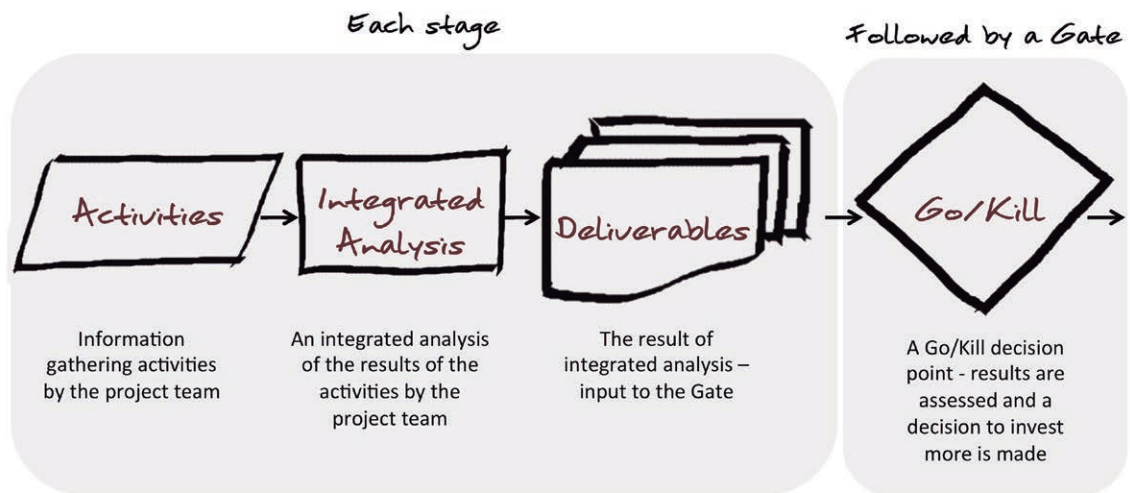 Each stage
Followed by a Gate
Activities
Integrated
Analysis
Deliverables
Go/Kill
Information
gathering activities
by the project team
An integrated analysis
of the results of the
activities by the
project team
The result of
integrated analysis –
input to the Gate
A Go/Kill decision
point - results are
assessed and a
decision to invest
more is made